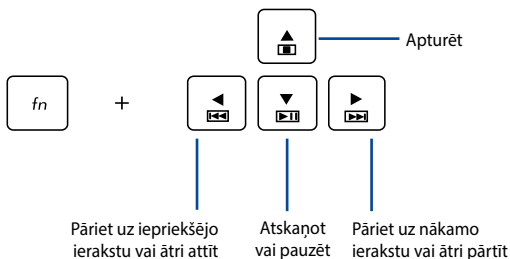 Apturēt
fn +
Pāriet uz iepriekšējo
ierakstu vai ātri attīt
Atskaņot
vai pauzēt
Pāriet uz nākamo
ierakstu vai ātri pārtīt